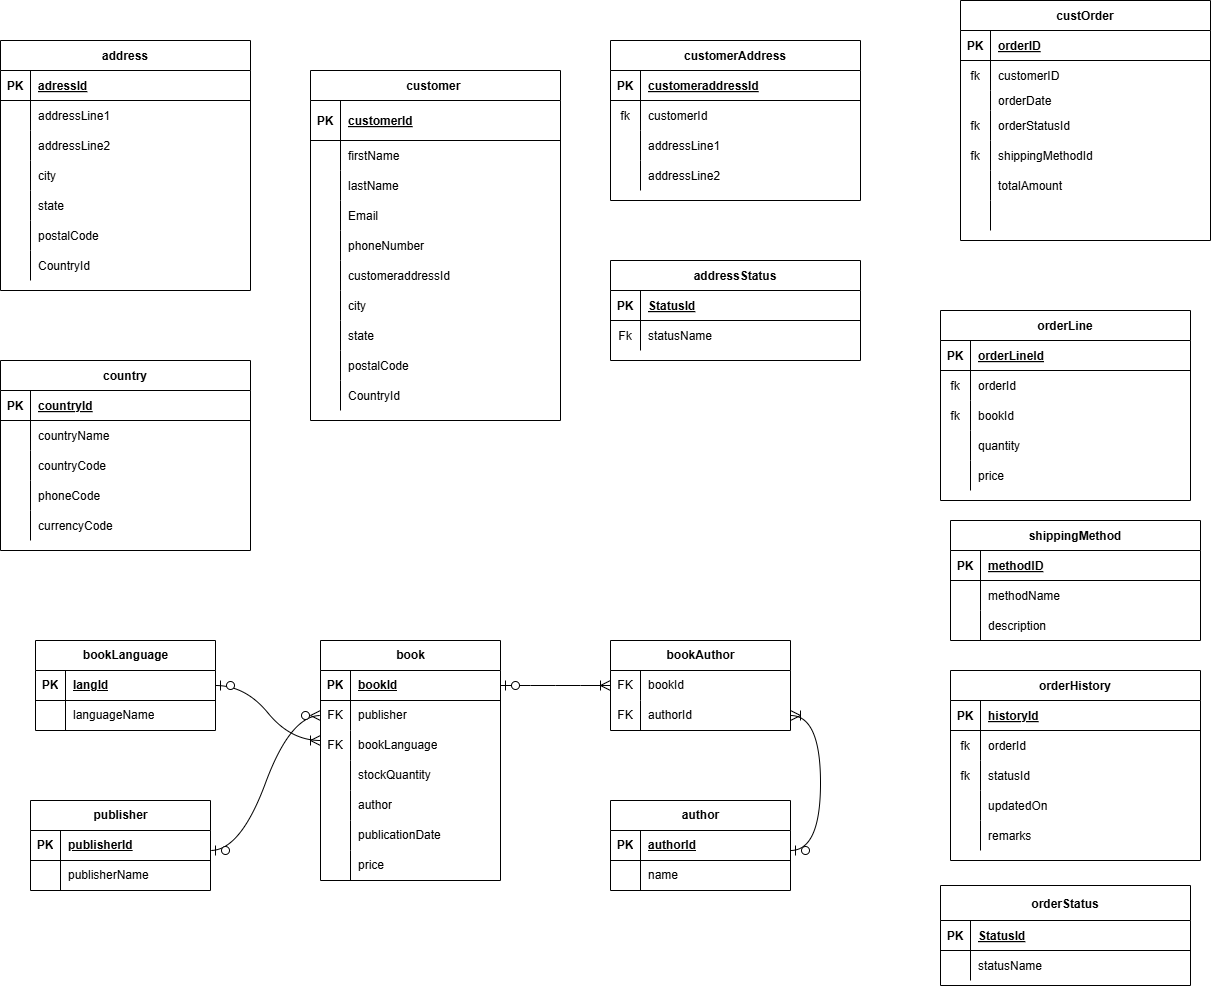 address
PK adressId
addressLine1
addressLine2
city
state
postalCode
CountryId
customer
PK customerId
firstName
lastName
Email
phoneNumber
customeraddressId
city
state
postalCode
CountryId
customerAddress
PK customeraddressId
fk customerId
addressLine1
addressLine2
custOrder
PK orderID
fk customerID
orderDate
fk orderStatusId
fk shippingMethodId
totalAmount
addressStatus
PK StatusId
Fk statusName
country
PK countryId
countryName
countryCode
phoneCode
currencyCode
orderLine
PK orderLineId
fk orderId
fk bookId
quantity
price
shippingMethod
PK methodID
methodName
description
bookLanguage
PK langId
languageName
book
PK bookId
FK publisher
FK bookLanguage
stockQuantity
author
publicationDate
price
bookAuthor
FK bookId
FK authorId
orderHistory
PK historyId
fk orderId
fk statusId
updatedOn
remarks
publisher
PK publisherId
publisherName
author
PK authorId
name
orderStatus
PK StatusId
statusName